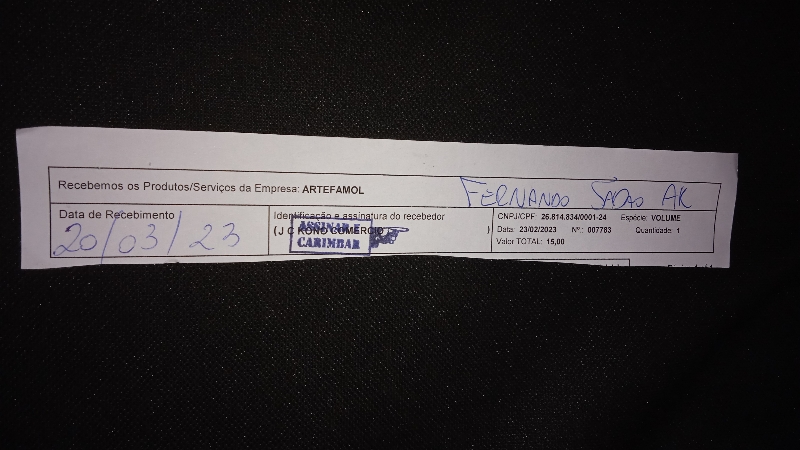 Recebemos os Produtos/Serviços da Empresa: ARTEFAMOL
FERNANDO SADAO AK
Data de Recebimento
20/03/23
Identificação e assinatura do recebedor
(J C KONO COMERCIO )
ASSINAR E
CARIMBAR
CNPJ/CPF: 26.814.834/0001-24 Espécie: VOLUME
Data: 23/02/2023 Nº.: 007763 Quantidade: 1
Valor TOTAL: 15,00